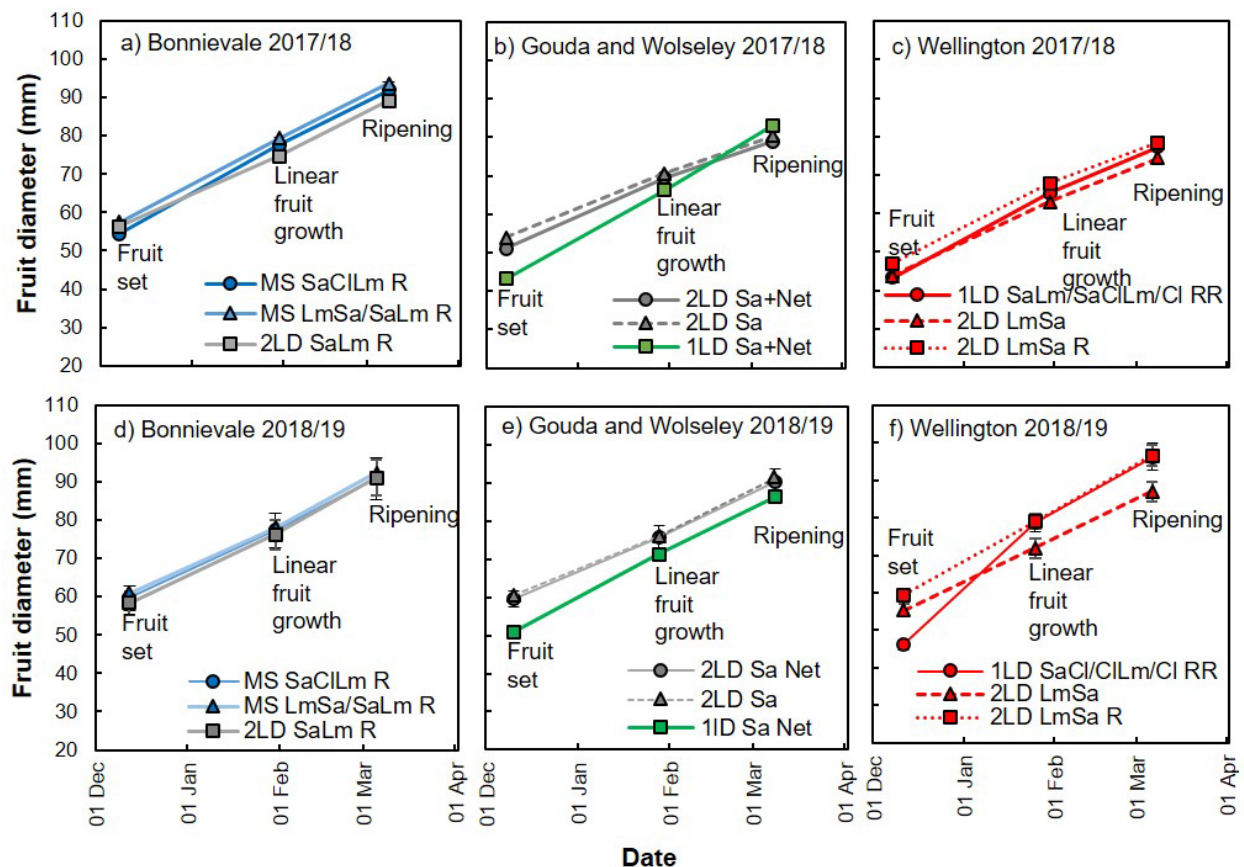 Fruit diameter (mm)
110
100
90
80
70
60
50
40
30
20
a) Bonnievale 2017/18
Ripening
Linear
fruit
growth
Fruit
set
MS SaClLm R
MS LmSa/SaLm R
2LD SaLm R
b) Gouda and Wolseley 2017/18
Ripening
Linear
fruit
growth
Fruit
set
2LD Sa+Net
2LD Sa
1LD Sa+Net
c) Wellington 2017/18
Ripening
Fruit
set
Linear
fruit
growth
1LD SaLm/SaClLm/Cl RR
2LD LmSa
2LD LmSa R
Fruit diameter (mm)
110
100
90
80
70
60
50
40
30
20
d) Bonnievale 2018/19
Ripening
Linear
fruit
growth
Fruit
set
MS SaClLm R
MS LmSa/SaLm R
2LD SaLm R
01 Dec
01 Jan
01 Feb
01 Mar
01 Apr
e) Gouda and Wolseley 2018/19
Ripening
Linear
fruit
growth
Fruit
set
2LD Sa Net
2LD Sa
1lD Sa Net
01 Dec
01 Jan
01 Feb
01 Mar
01 Apr
f) Wellington 2018/19
Ripening
Fruit
set
Linear
fruit
growth
1LD SaCl/ClLm/Cl RR
2LD LmSa
2LD LmSa R
01 Dec
01 Jan
01 Feb
01 Mar
01 Apr
Date